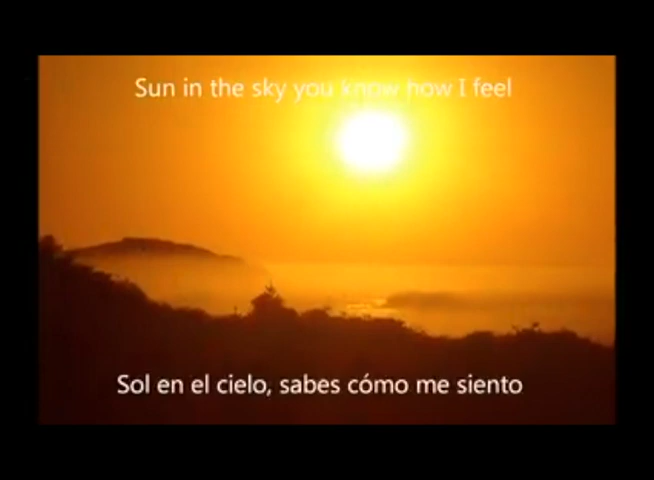 Sun in the sky you know how I feel
Sol en el cielo, sabes cómo me siento